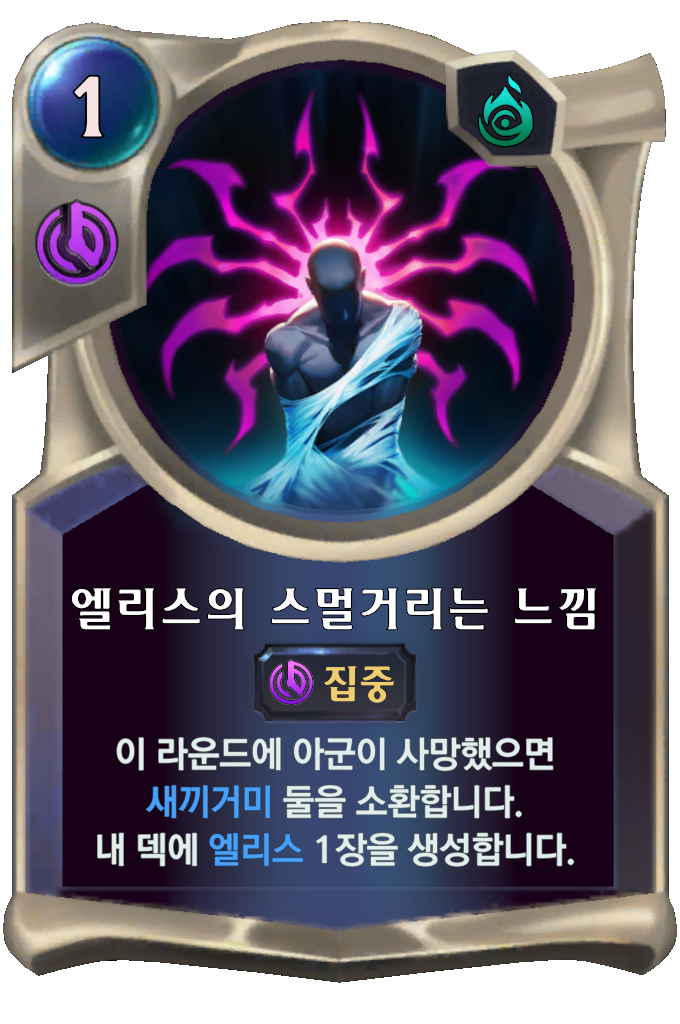 1
엘리스의 스멀거리는 느낌
집중
이 라운드에 아군이 사망했으면
새끼거미 둘을 소환합니다.
내 덱에 엘리스 1장을 생성합니다.